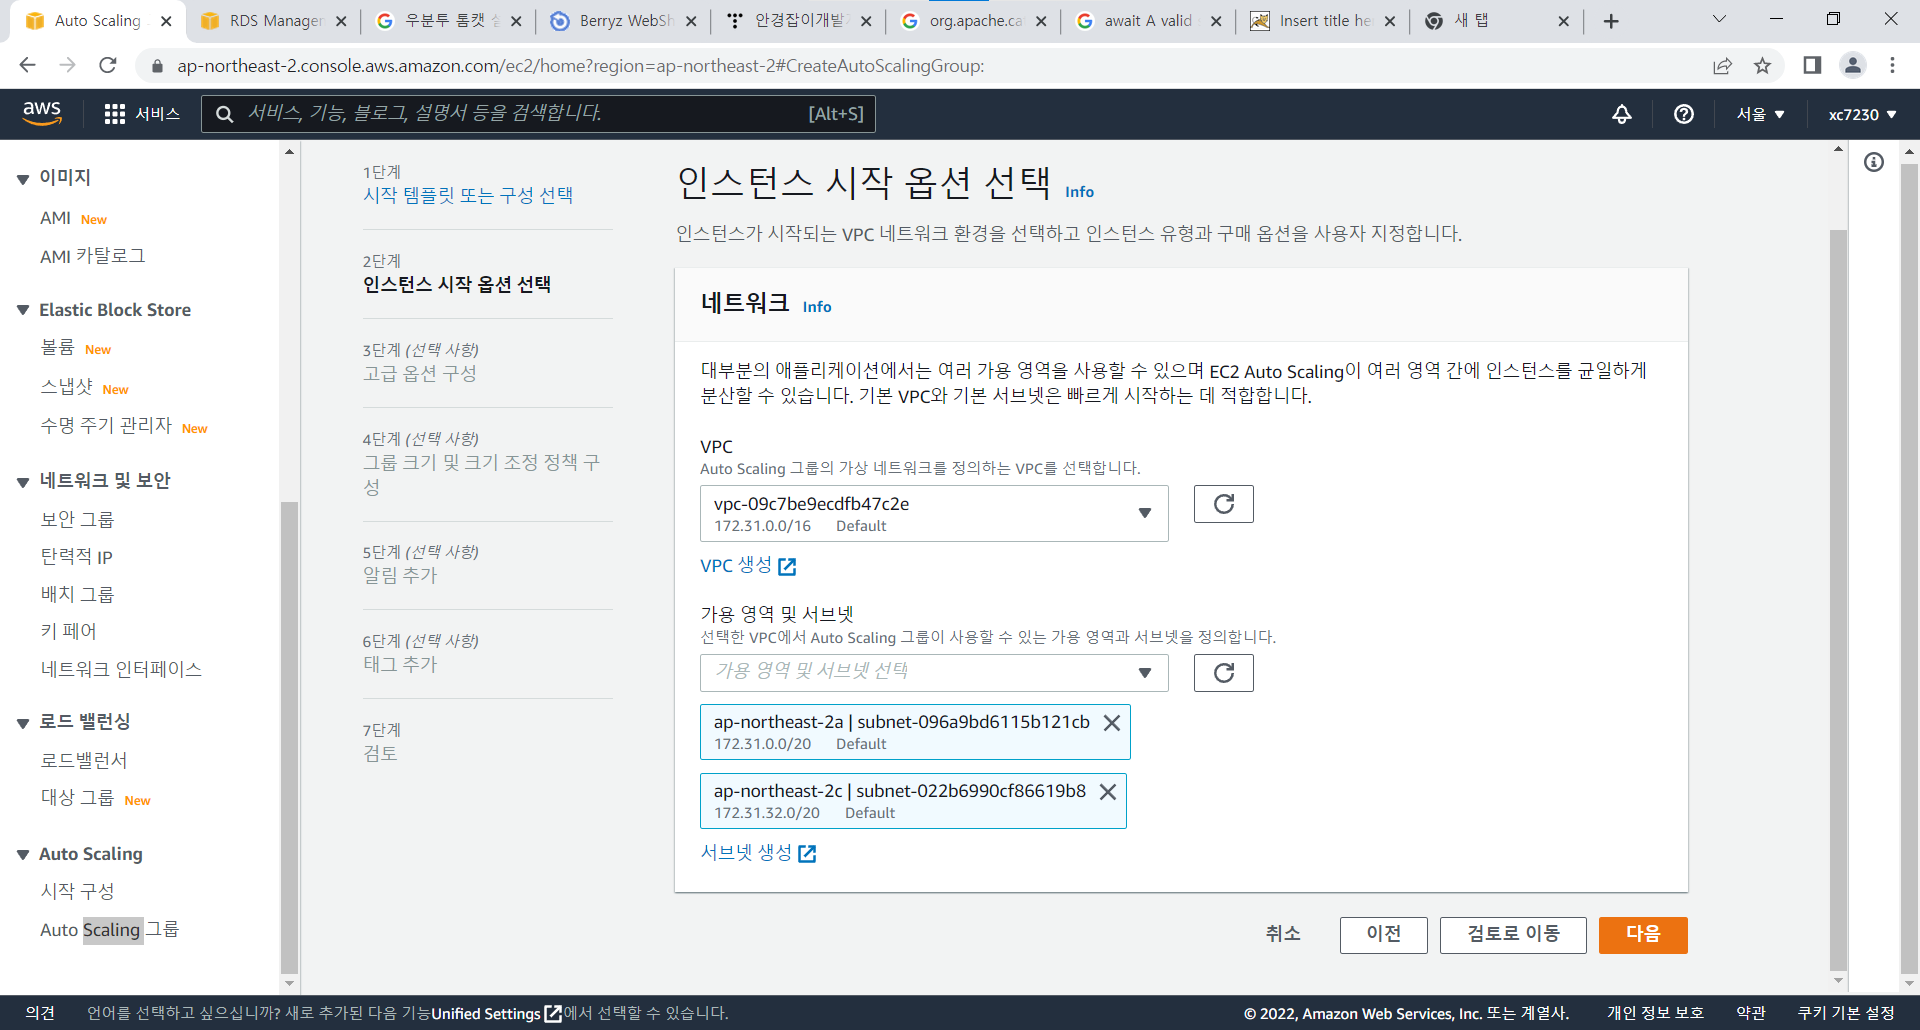 Auto Scaling
RDS Manager
우분투 톰캣 설
Berryz WebSh
안경잡이개발
org.apache.ca
await A valid
Insert title he
새 탭
ap-northeast-2.console.aws.amazon.com/ec2/home?region=ap-northeast-2#CreateAutoScalingGroup:
aws
서비스
서비스, 기능, 블로그, 설명서 등을 검색합니다.
[Alt+S]
서울
xc7230
이미지
AMI New
AMI 카탈로그
Elastic Block Store
볼륨 New
스냅샷 New
수명 주기 관리자 New
네트워크 및 보안
보안 그룹
탄력적 IP
배치 그룹
키 페어
네트워크 인터페이스
로드 밸런싱
로드밸런서
대상 그룹 New
Auto Scaling
시작 구성
Auto Scaling 그룹
1단계
시작 템플릿 또는 구성 선택
2단계
인스턴스 시작 옵션 선택
3단계 (선택 사항)
고급 옵션 구성
4단계 (선택 사항)
그룹 크기 및 크기 조정 정책 구
성
5단계 (선택 사항)
알림 추가
6단계 (선택 사항)
태그 추가
7단계
검토
인스턴스 시작 옵션 선택 Info
인스턴스가 시작되는 VPC 네트워크 환경을 선택하고 인스턴스 유형과 구매 옵션을 사용자 지정합니다.
네트워크 Info
대부분의 애플리케이션에서는 여러 가용 영역을 사용할 수 있으며 EC2 Auto Scaling이 여러 영역 간에 인스턴스를 균일하게
분산할 수 있습니다. 기본 VPC와 기본 서브넷은 빠르게 시작하는 데 적합합니다.
VPC
Auto Scaling 그룹의 가상 네트워크를 정의하는 VPC를 선택합니다.
vpc-09c7be9ecdfb47c2e
172.31.0.0/16 Default
VPC 생성
가용 영역 및 서브넷
선택한 VPC에서 Auto Scaling 그룹이 사용할 수 있는 가용 영역과 서브넷을 정의합니다.
가용 영역 및 서브넷 선택
ap-northeast-2a | subnet-096a9bd6115b121cb
172.31.0.0/20 Default
ap-northeast-2c | subnet-022b6990cf86619b8
172.31.32.0/20 Default
서브넷 생성
취소
이전
검토로 이동
다음
의견
언어를 선택하고 싶으십니까? 새로 추가된 다음 기능Unified Settings에서 선택할 수 있습니다.
© 2022, Amazon Web Services, Inc. 또는 계열사.
개인 정보 보호
약관
쿠키 기본 설정